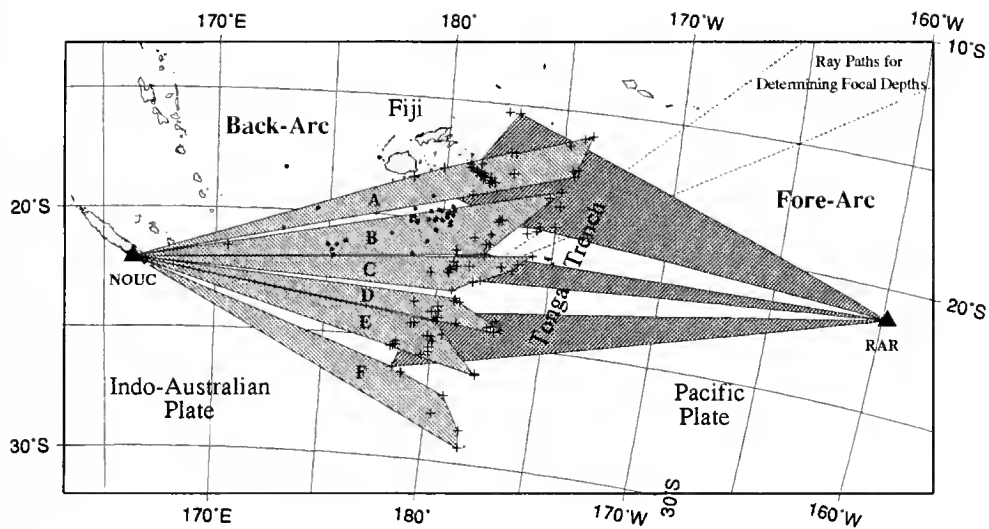 170°E
180°
170°W
160°W
10°S
Ray Paths for
Determining Focal Depths
Fiji
Back-Arc
Fore-Arc
20°S
A
B
NOUC
C
D
E
F
Tonga Trench
20°S
RAR
Indo-Australian
Plate
Pacific
Plate
30°S
30°S
170°E
180°
170°W
160°W